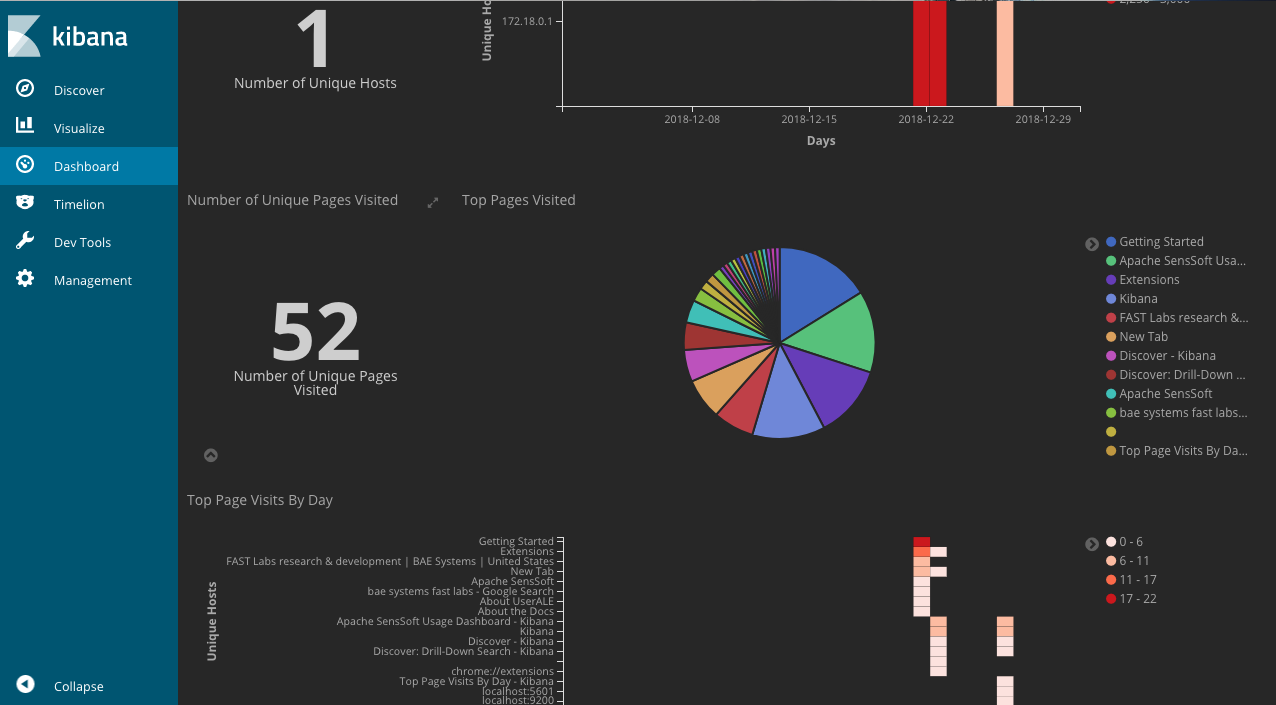 kibana
Discover
Visualize
Dashboard
Timelion
Dev Tools
Management
Collapse
1
Number of Unique Hosts
172.18.0.1
2018-12-08
2018-12-15
2018-12-22
2018-12-29
Days
Number of Unique Pages Visited
52
Number of Unique Pages
Visited
Top Pages Visited
Getting Started
Apache SensSoft Usa...
Extensions
Kibana
FAST Labs research &...
New Tab
Discover - Kibana
Discover: Drill-Down ...
Apache SensSoft
bae systems fast labs...
Top Page Visits By Da...
Top Page Visits By Day
Unique Hosts
Getting Started
Extensions
FAST Labs research & development | BAE Systems | United States
New Tab
Apache SensSoft
bae systems fast labs - Google Search
About UserALE
About the Docs
Apache SensSoft Usage Dashboard - Kibana
Kibana
Discover - Kibana
Discover: Drill-Down Search - Kibana
chrome://extensions
Top Page Visits By Day - Kibana
localhost:5601
localhost:9200
0 - 6
6 - 11
11 - 17
17 - 22